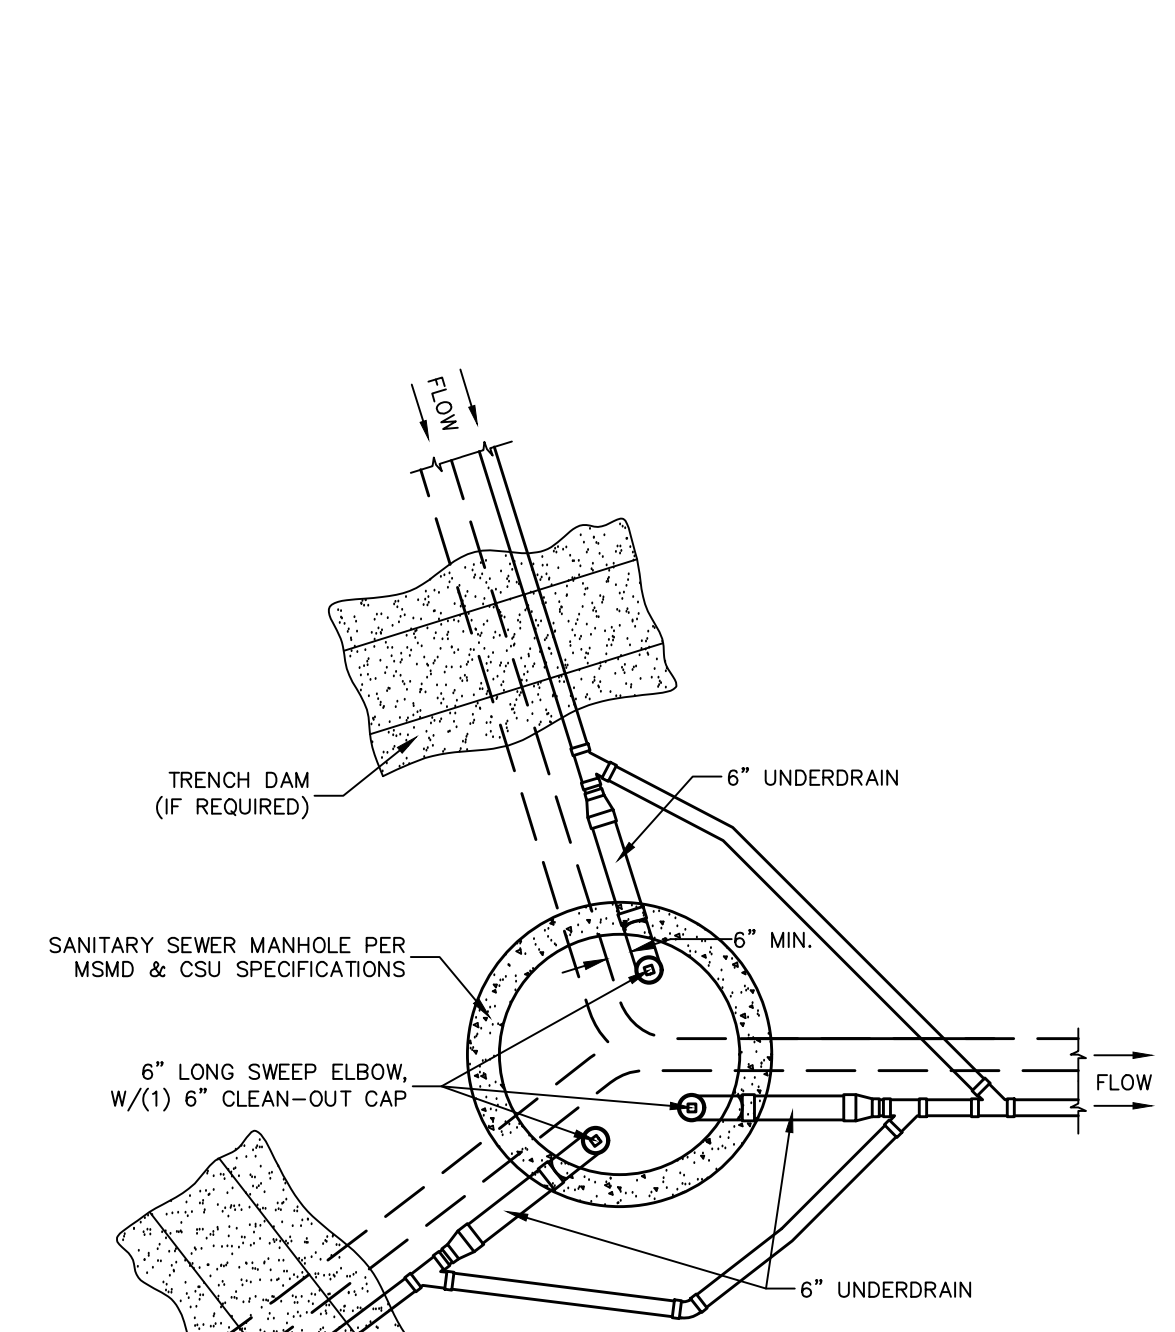 FLOW
TRENCH DAM
(IF REQUIRED)
6” UNDERDRAIN
SANITARY SEWER MANHOLE PER
MSMD & CSU SPECIFICATIONS
6” MIN.
6” LONG SWEEP ELBOW,
W/(1) 6” CLEAN-OUT CAP
FLOW
6” UNDERDRAIN